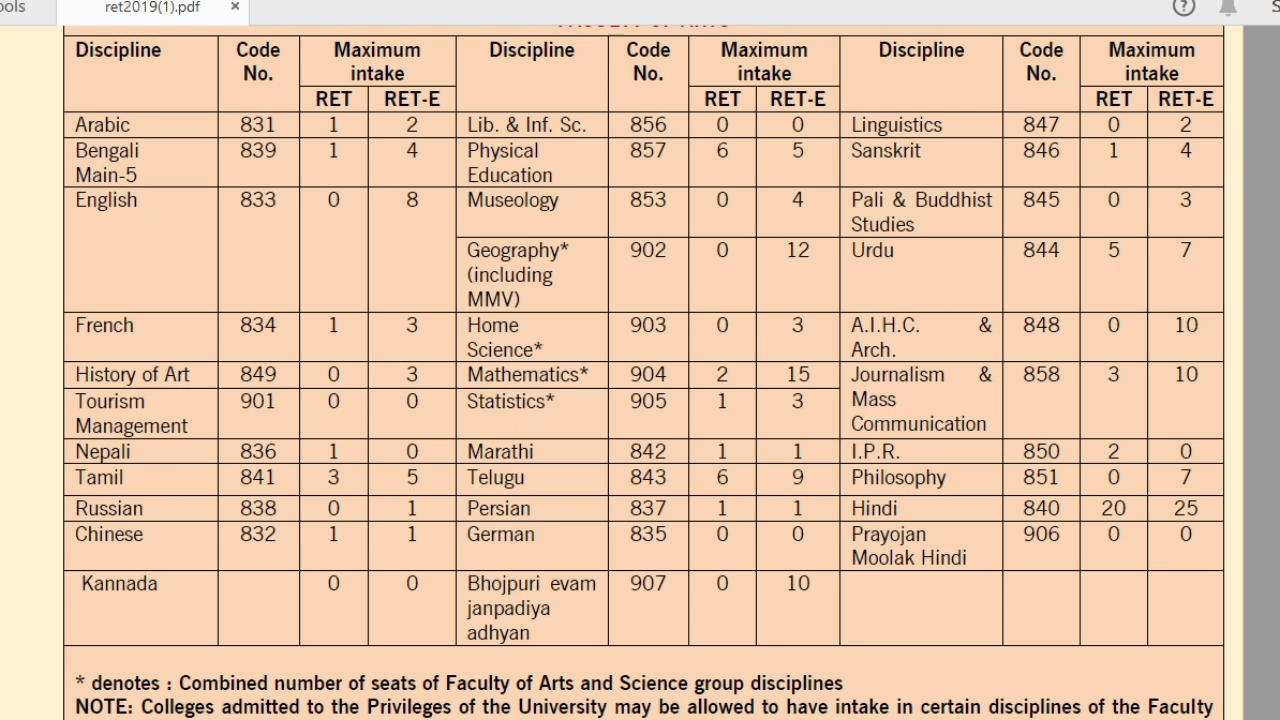 ools ret2019(1).pdf ×
FACULTY OF ARTS
Discipline Code No. Maximum intake Discipline Code No. Maximum intake Discipline Code No. Maximum intake
RET RET-E RET RET-E RET RET-E
Arabic 831 1 2 Lib. & Inf. Sc. 856 0 0 Linguistics 847 0 2
Bengali Main-5 839 1 4 Physical Education 857 6 5 Sanskrit 846 1 4
English 833 0 8 Museology 853 0 4 Pali & Buddhist Studies 845 0 3
Geography* (including MMV) 902 0 12 Urdu 844 5 7
French 834 1 3 Home Science* 903 0 3 A.I.H.C. & Arch. 848 0 10
History of Art 849 0 3 Mathematics* 904 2 15 Journalism & Mass Communication 858 3 10
Tourism Management 901 0 0 Statistics* 905 1 3
Nepali 836 1 0 Marathi 842 1 1 I.P.R. 850 2 0
Tamil 841 3 5 Telugu 843 6 9 Philosophy 851 0 7
Russian 838 0 1 Persian 837 1 1 Hindi 840 20 25
Chinese 832 1 1 German 835 0 0 Prayojan Moolak Hindi 906 0 0
Kannada 0 0 Bhojpuri evam janpadiya adhyan 907 0 10
* denotes : Combined number of seats of Faculty of Arts and Science group disciplines
NOTE: Colleges admitted to the Privileges of the University may be allowed to have intake in certain disciplines of the Faculty